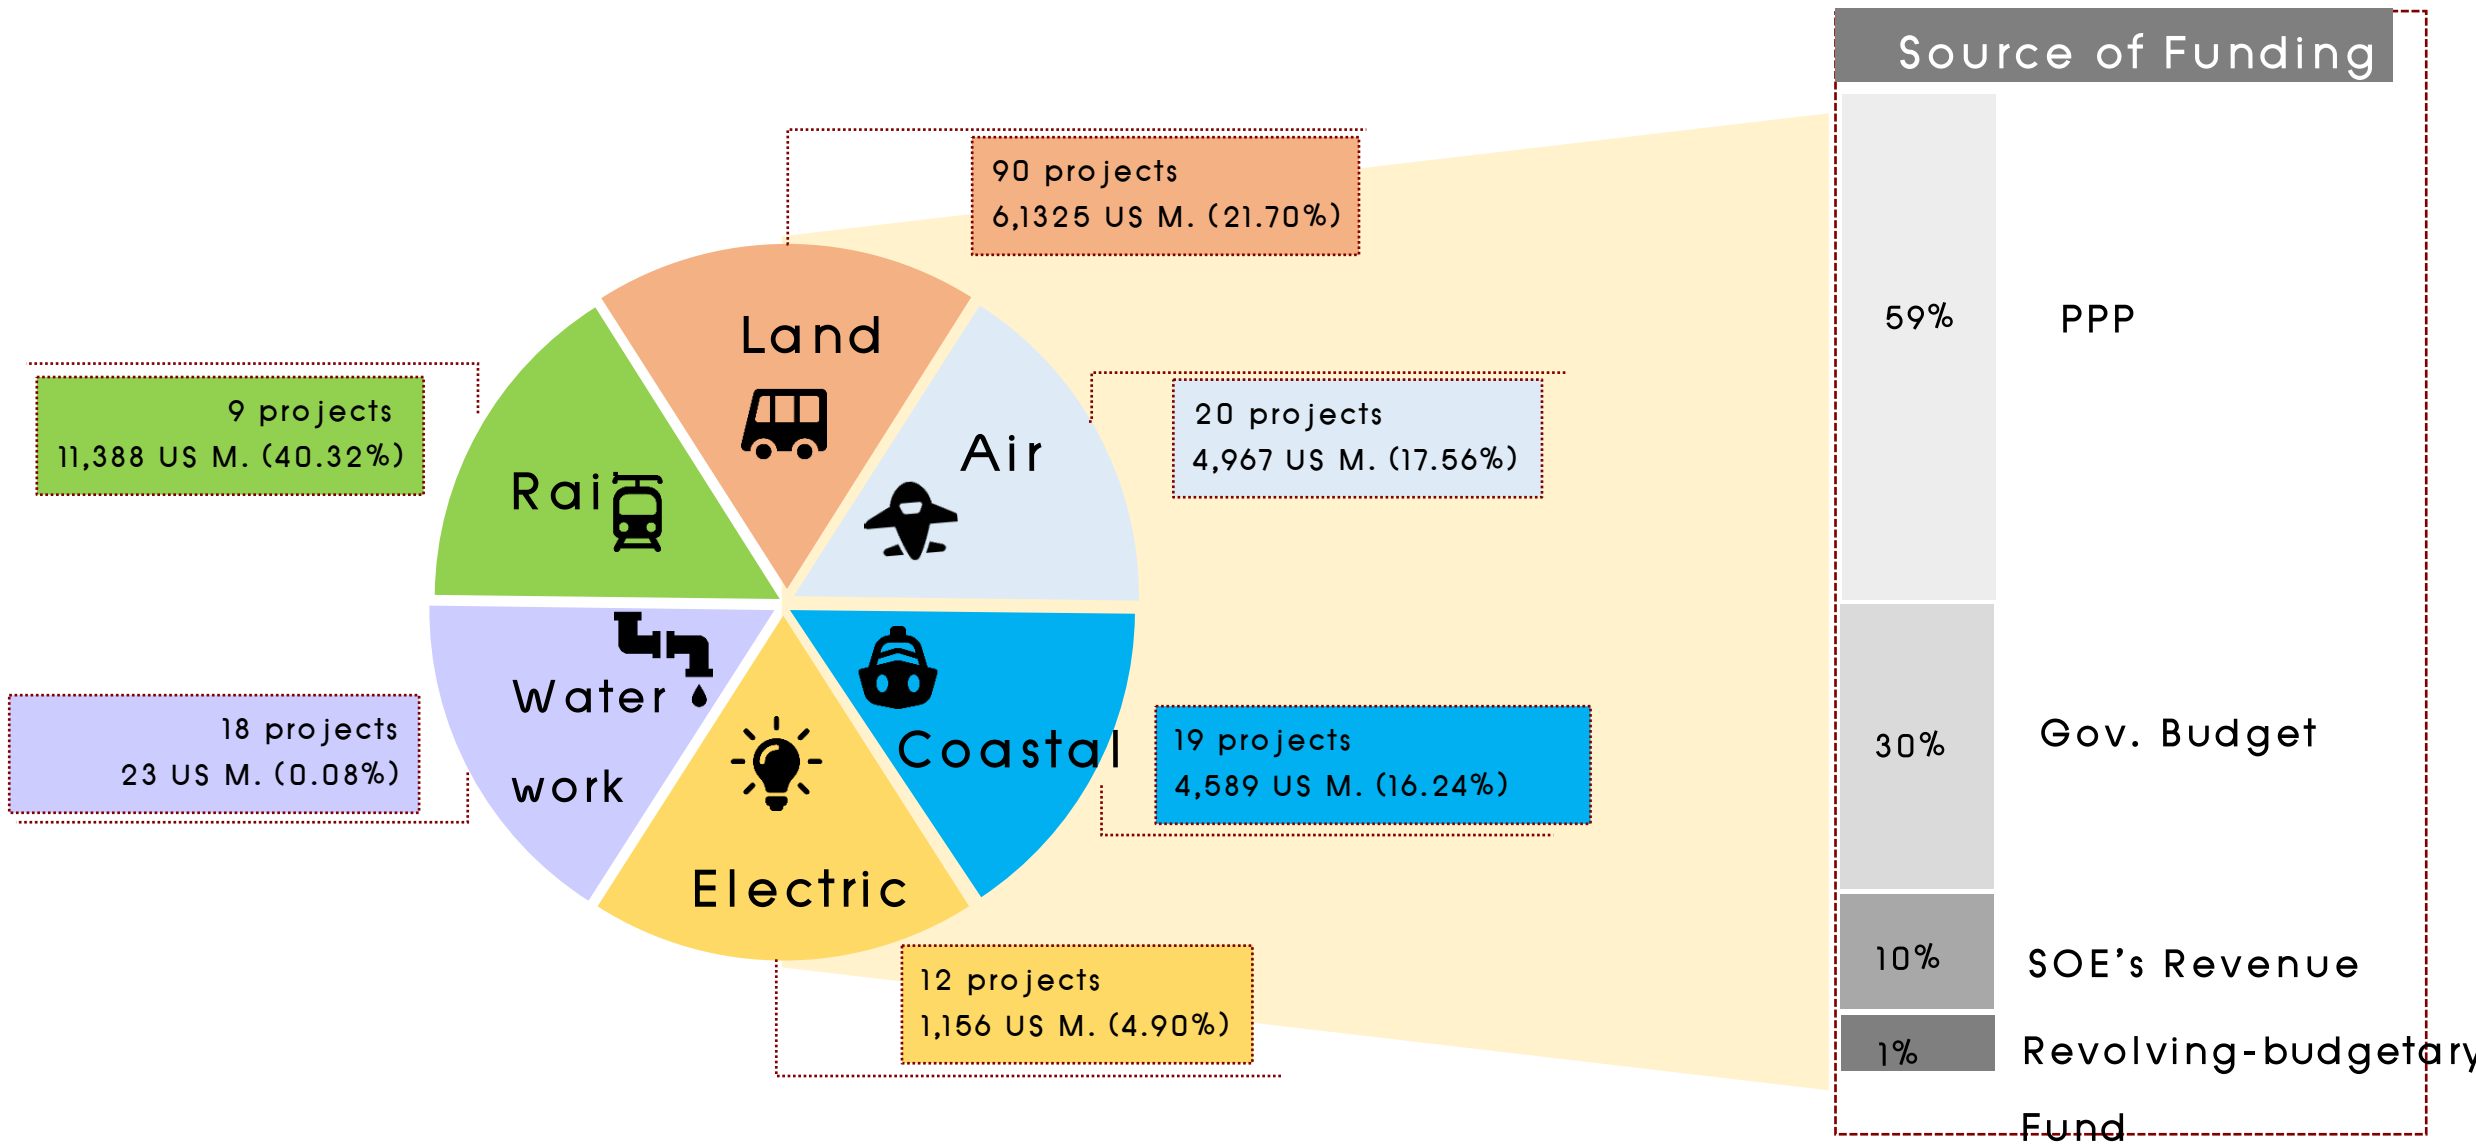 Source of Funding
90 projects
6,1325 US M. (21.70%)
Land
59%
PPP
9 projects
11,388 US M. (40.32%)
20 projects
4,967 US M. (17.56%)
Air
Rai
Water
work
18 projects
23 US M. (0.08%)
Coastal
19 projects
4,589 US M. (16.24%)
30%
Gov. Budget
Electric
12 projects
1,156 US M. (4.90%)
10%
SOE's Revenue
1%
Revolving-budgetary
Fund